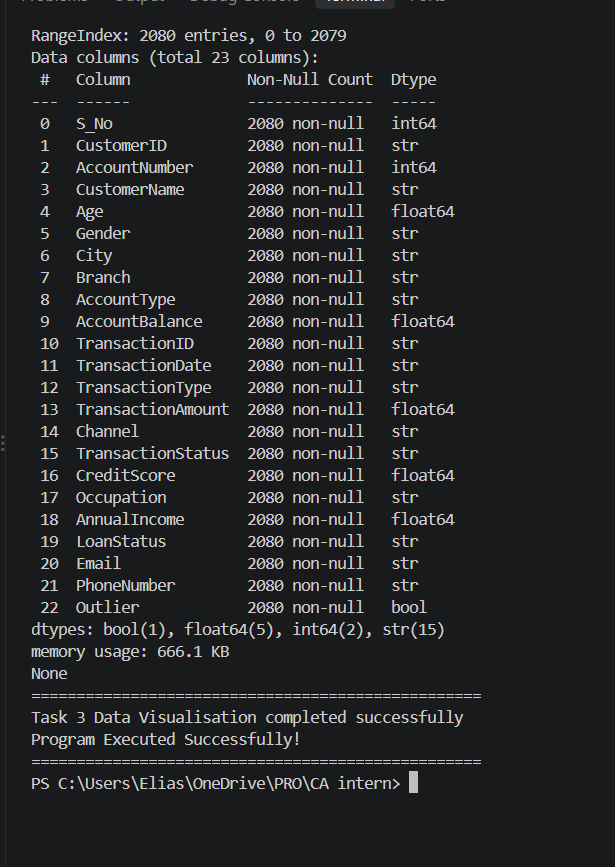 Problems Output Debug Console Terminal Ports
RangeIndex: 2080 entries, 0 to 2079
Data columns (total 23 columns):
 #   Column             Non-Null Count  Dtype
---  ------             --------------  -----
 0   S_No               2080 non-null   int64
 1   CustomerID         2080 non-null   str
 2   AccountNumber      2080 non-null   int64
 3   CustomerName       2080 non-null   str
 4   Age                2080 non-null   float64
 5   Gender             2080 non-null   str
 6   City               2080 non-null   str
 7   Branch             2080 non-null   str
 8   AccountType        2080 non-null   str
 9   AccountBalance     2080 non-null   float64
 10  TransactionID      2080 non-null   str
 11  TransactionDate    2080 non-null   str
 12  TransactionType    2080 non-null   str
 13  TransactionAmount  2080 non-null   float64
 14  Channel            2080 non-null   str
 15  TransactionStatus  2080 non-null   str
 16  CreditScore        2080 non-null   float64
 17  Occupation         2080 non-null   str
 18  AnnualIncome       2080 non-null   float64
 19  LoanStatus         2080 non-null   str
 20  Email              2080 non-null   str
 21  PhoneNumber        2080 non-null   str
 22  Outlier            2080 non-null   bool
dtypes: bool(1), float64(5), int64(2), str(15)
memory usage: 666.1 KB
None
==================================================
Task 3 Data Visualisation completed successfully
Program Executed Successfully!
==================================================
PS C:\Users\Elias\OneDrive\PRO\CA intern>